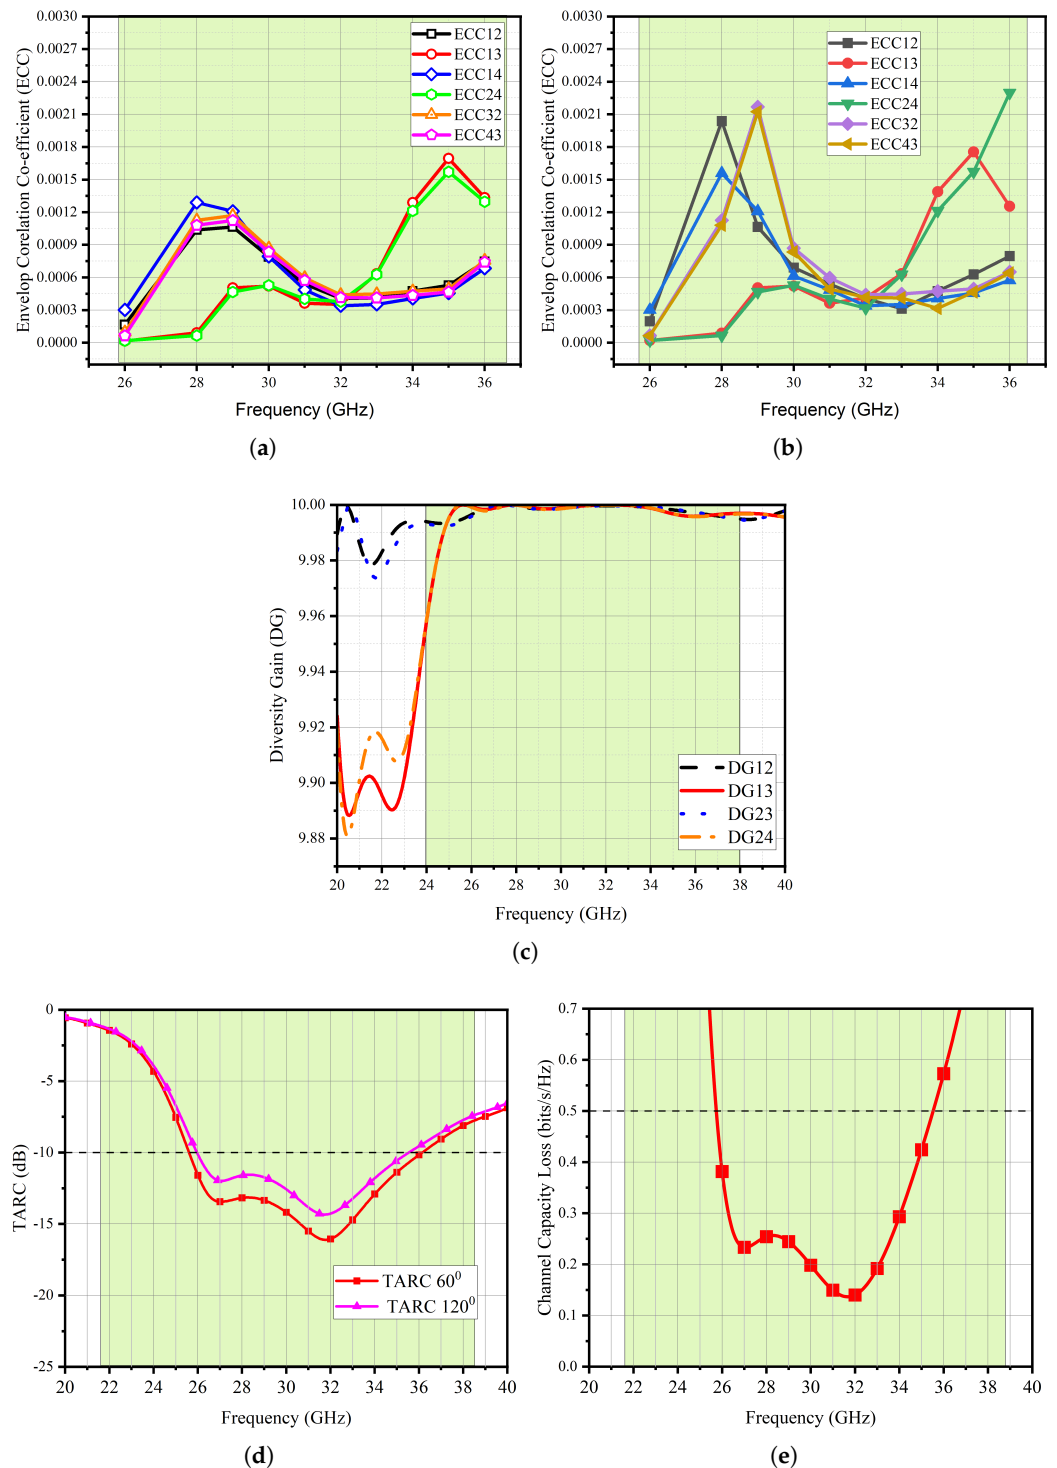 0.0030
0.0027
0.0024
0.0021
0.0018
0.0015
0.0012
0.0009
0.0006
0.0003
0.0000
Envelop Corelation Co-efficient (ECC)
ECC12
ECC13
ECC14
ECC24
ECC32
ECC43
26 28 30 32 34 36
Frequency (GHz)
(a)
0.0030
0.0027
0.0024
0.0021
0.0018
0.0015
0.0012
0.0009
0.0006
0.0003
0.0000
Envelop Corelation Co-efficient (ECC)
ECC12
ECC13
ECC14
ECC24
ECC32
ECC43
26 28 30 32 34 36
Frequency (GHz)
(b)
10.00
9.98
9.96
9.94
9.92
9.90
9.88
Diversity Gain (DG)
DG12
DG13
DG23
DG24
20 22 24 26 28 30 32 34 36 38 40
Frequency (GHz)
(c)
0
-5
-10
-15
-20
-25
TARC (dB)
TARC 60⁰
TARC 120⁰
20 22 24 26 28 30 32 34 36 38 40
Frequency (GHz)
(d)
0.7
0.6
0.5
0.4
0.3
0.2
0.1
0.0
Channel Capacity Loss (bits/s/Hz)
20 22 24 26 28 30 32 34 36 38 40
Frequency (GHz)
(e)